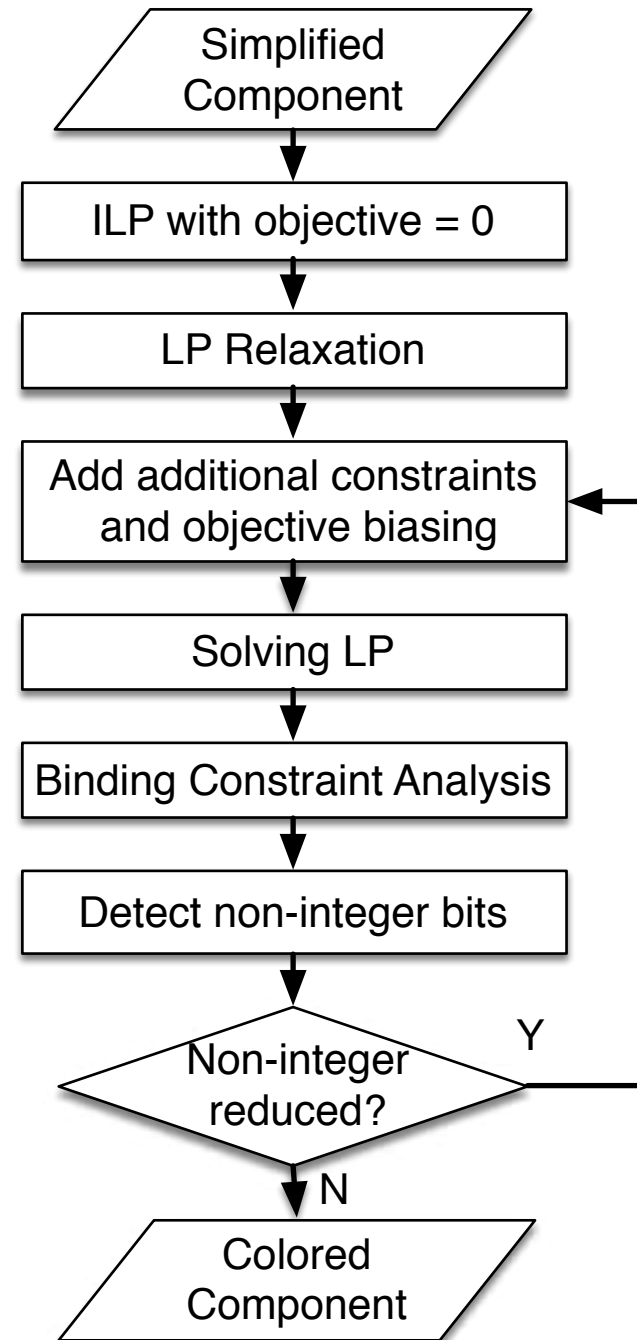 Simplified
Component
ILP with objective = 0
LP Relaxation
Add additional constraints
and objective biasing
Solving LP
Binding Constraint Analysis
Detect non-integer bits
Non-integer
reduced?
Y
N
Colored
Component